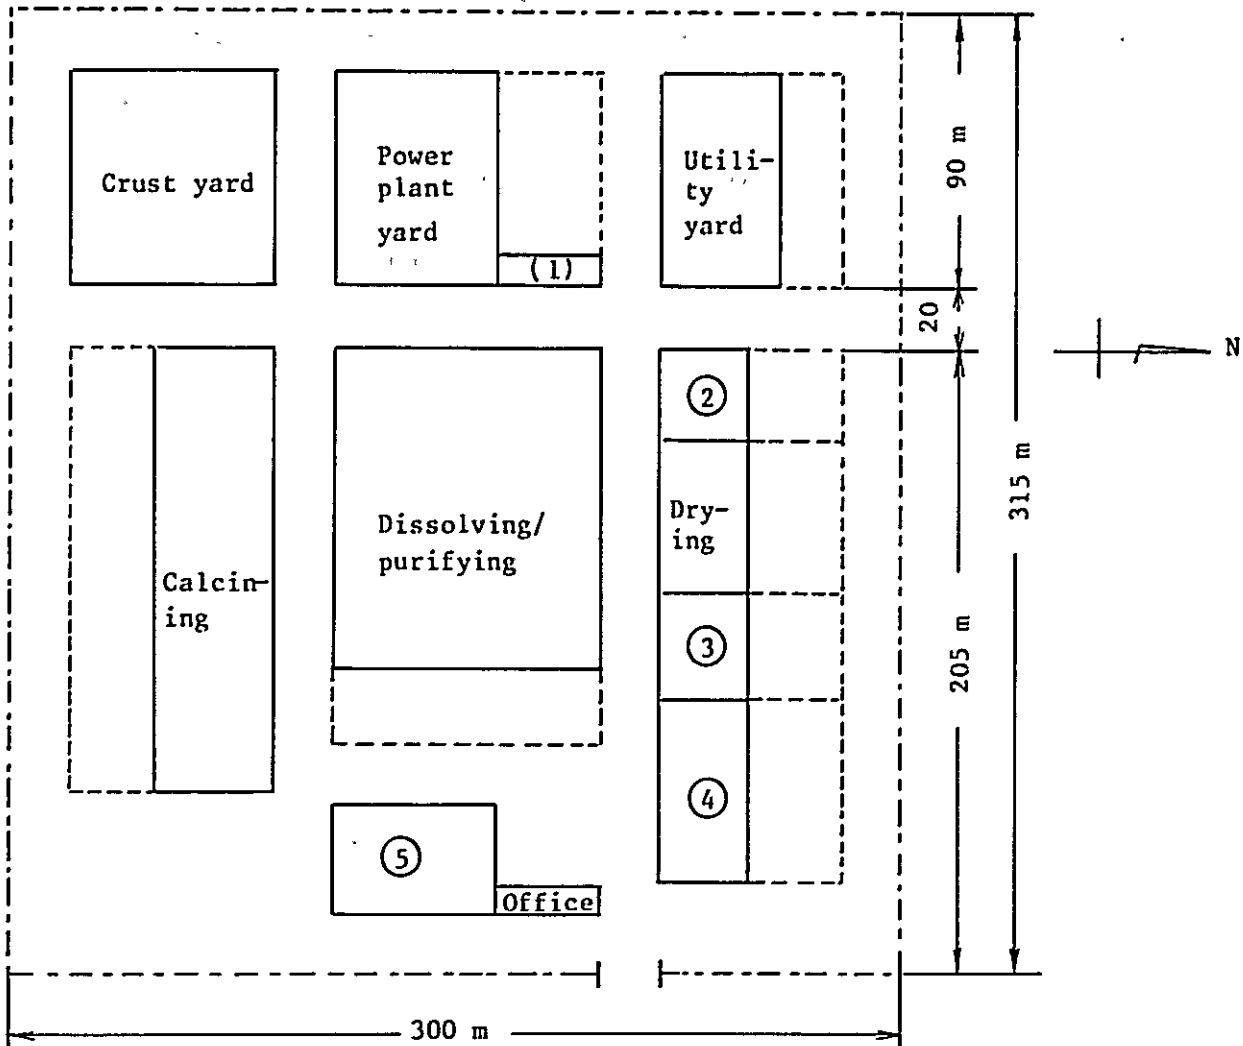 Crust yard
Power
plant
yard
(1)
Utili-
ty
yard
90 m
20
N
315 m
205 m
②
Dry-
ing
③
④
Dissolving/
purifying
Calcin-
ing
⑤
Office
300 m